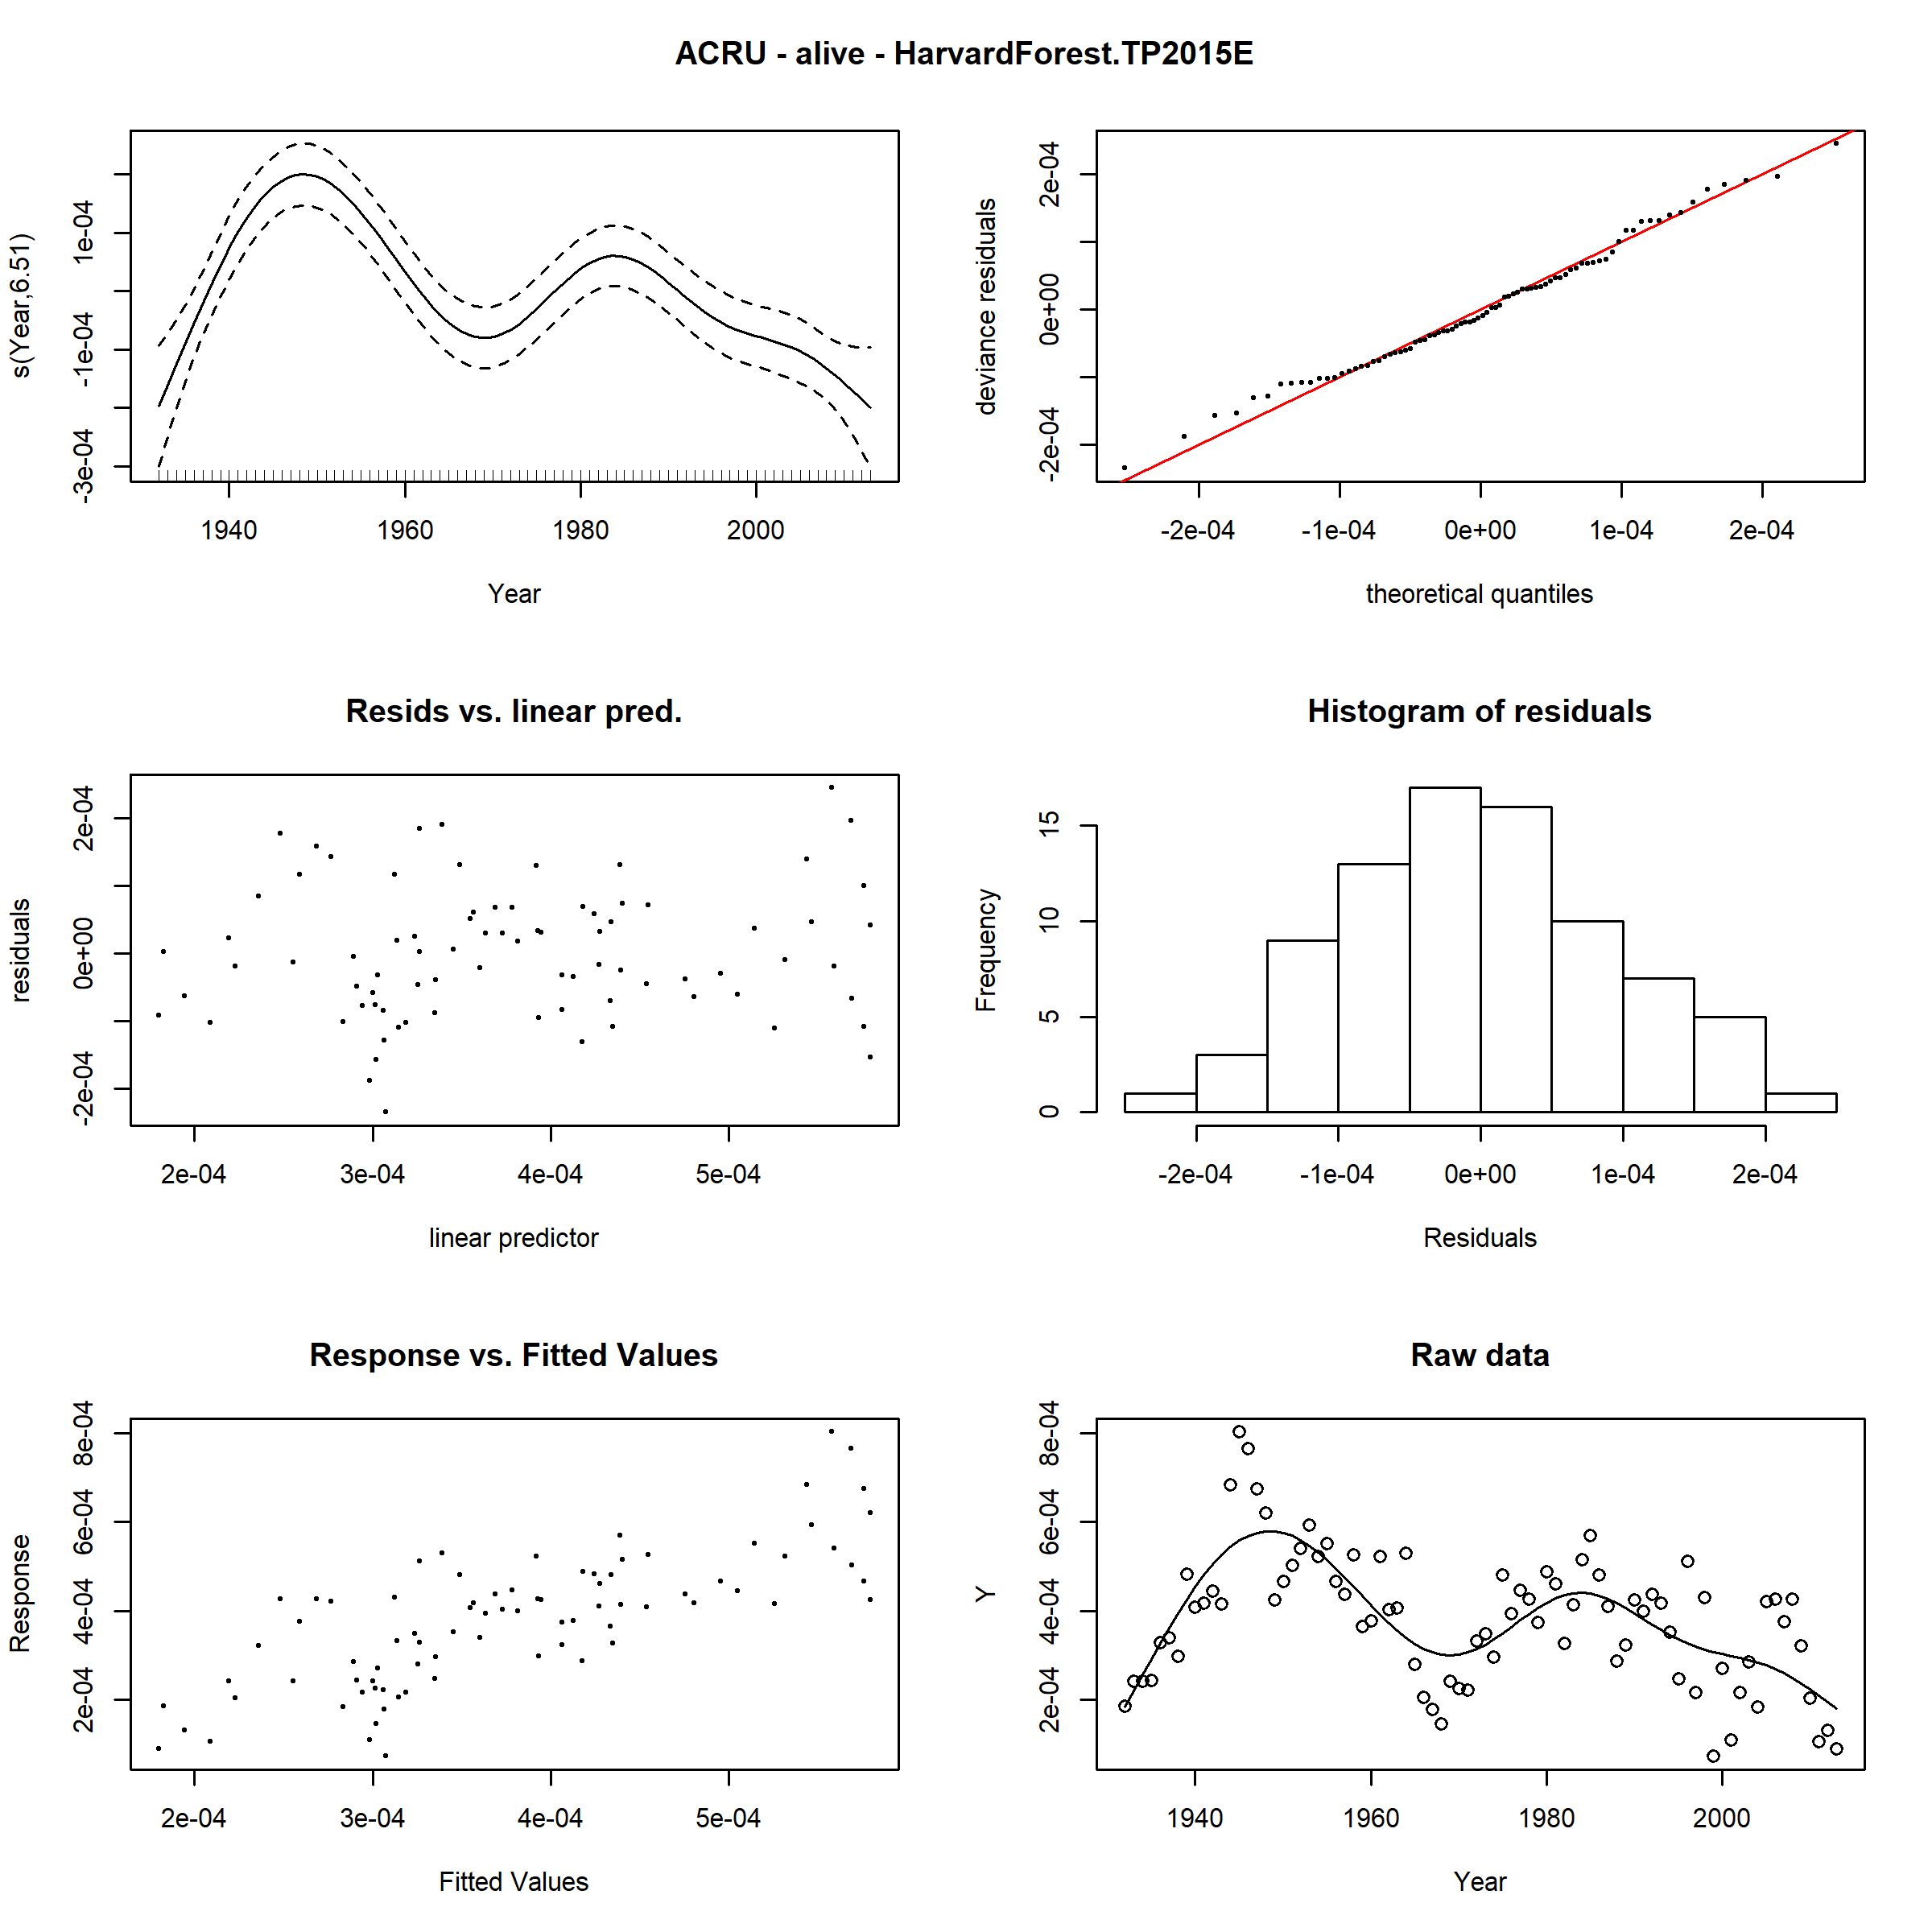 ACRU - alive - HarvardForest.TP2015E
s(Year,6.51)
-3e-04 -1e-04 1e-04
1940 1960 1980 2000
Year
deviance residuals
-2e-04 0e+00 2e-04
-2e-04 -1e-04 0e+00 1e-04 2e-04
theoretical quantiles
Resids vs. linear pred.
residuals
-2e-04 0e+00 2e-04
2e-04 3e-04 4e-04 5e-04
linear predictor
Histogram of residuals
Frequency
0 5 10 15
-2e-04 -1e-04 0e+00 1e-04 2e-04
Residuals
Response vs. Fitted Values
Response
2e-04 4e-04 6e-04 8e-04
2e-04 3e-04 4e-04 5e-04
Fitted Values
Raw data
Y
2e-04 4e-04 6e-04 8e-04
1940 1960 1980 2000
Year